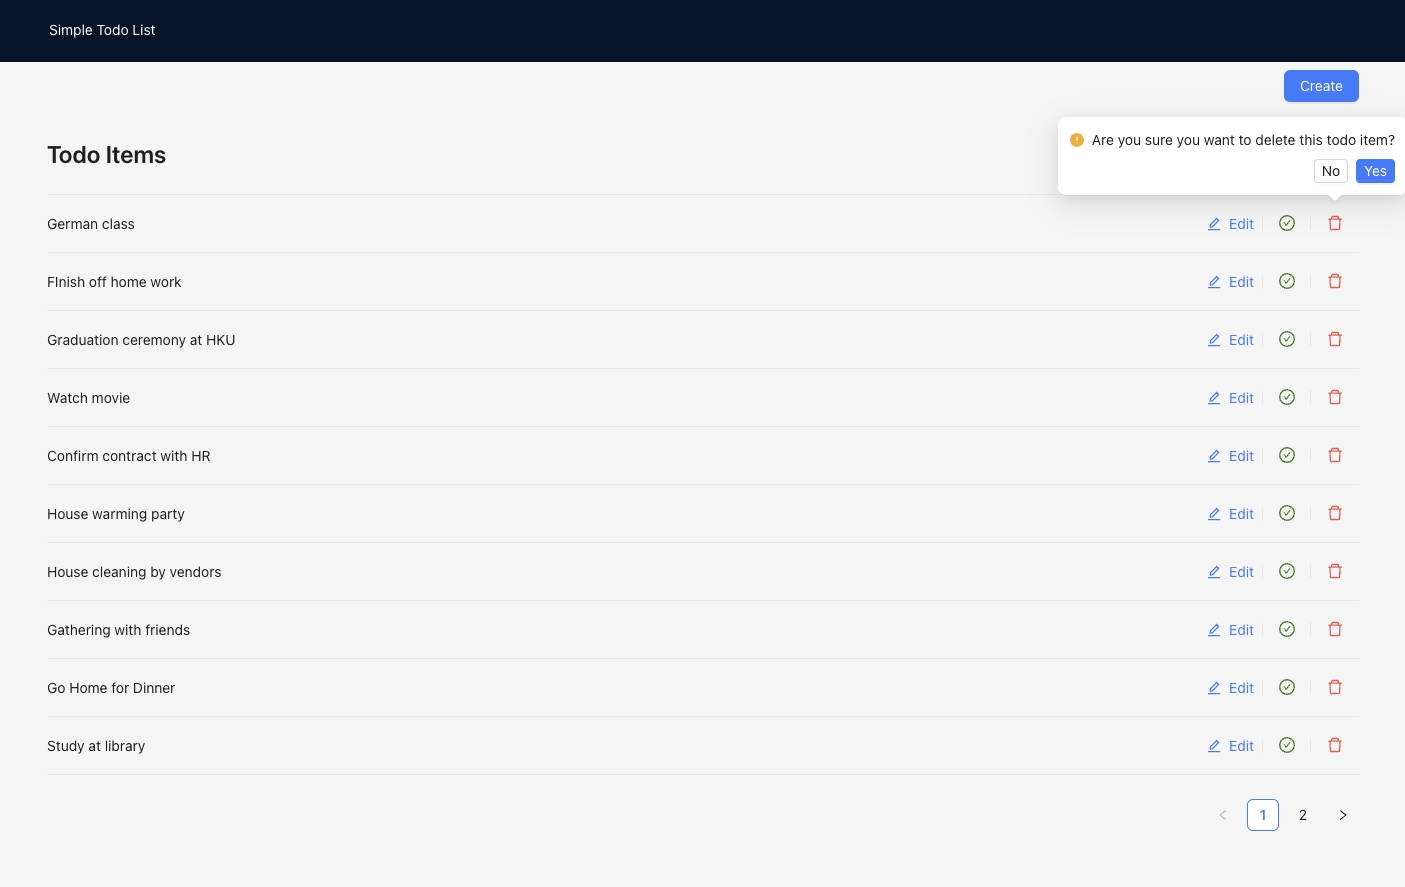 Simple Todo List
Create
Are you sure you want to delete this todo item?
No Yes
Todo Items
German class Edit
FInish off home work Edit
Graduation ceremony at HKU Edit
Watch movie Edit
Confirm contract with HR Edit
House warming party Edit
House cleaning by vendors Edit
Gathering with friends Edit
Go Home for Dinner Edit
Study at library Edit
1 2